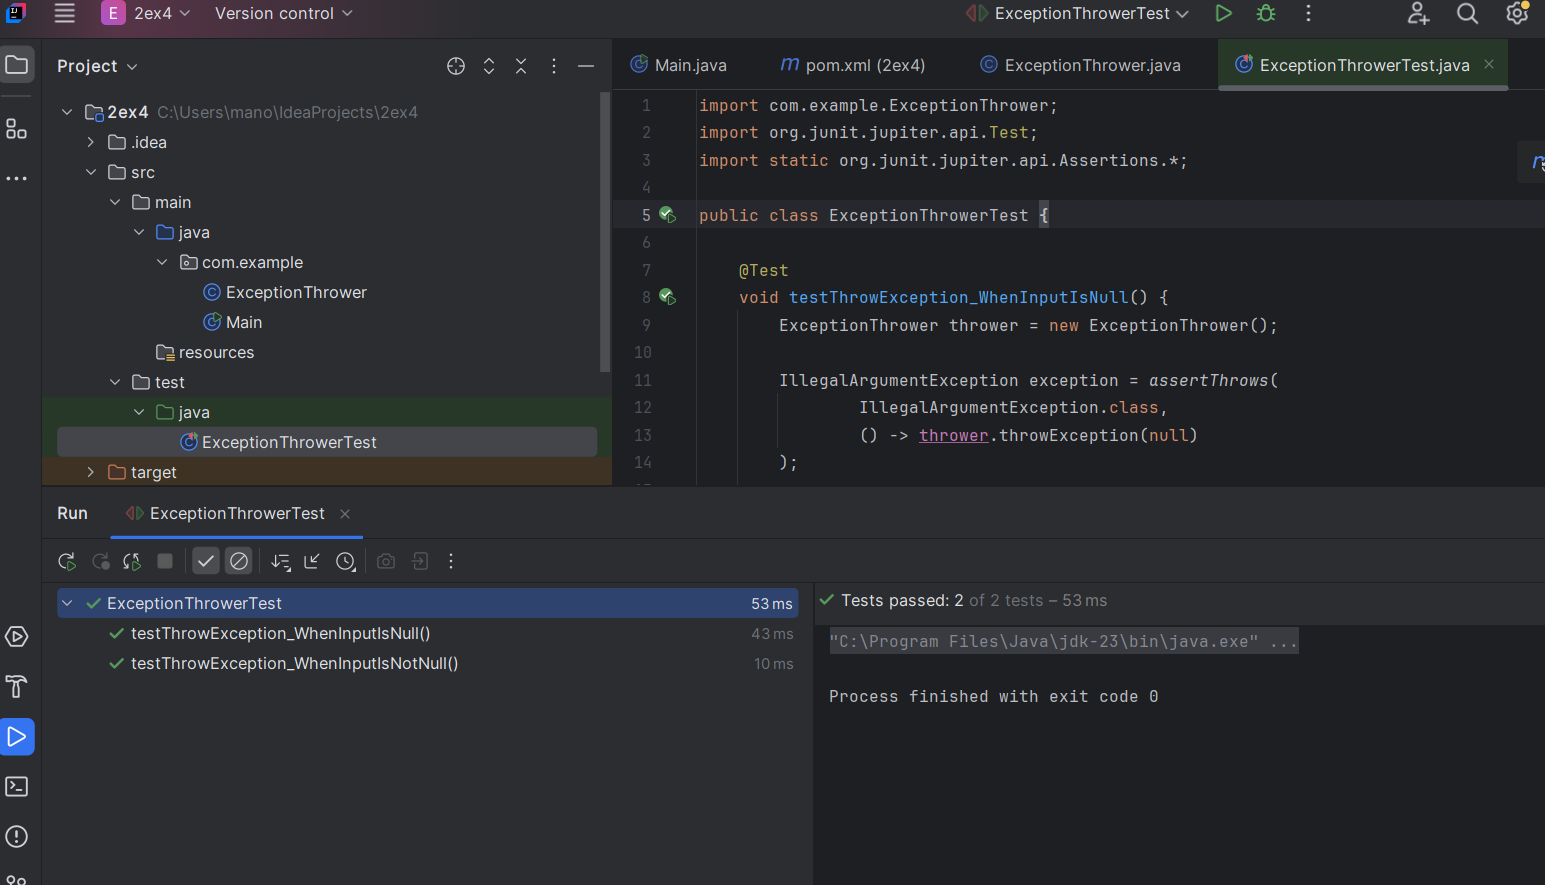 E 2ex4 Version control ExceptionThrowerTest
Project
Main.java pom.xml (2ex4) ExceptionThrower.java ExceptionThrowerTest.java
2ex4 C:\Users\mano\IdeaProjects\2ex4
.idea
src
main
java
com.example
ExceptionThrower
Main
resources
test
java
ExceptionThrowerTest
target
1 import com.example.ExceptionThrower;
2 import org.junit.jupiter.api.Test;
3 import static org.junit.jupiter.api.Assertions.*;
4
5 public class ExceptionThrowerTest {
6
7 @Test
8 void testThrowException_WhenInputIsNull() {
9 ExceptionThrower thrower = new ExceptionThrower();
10
11 IllegalArgumentException exception = assertThrows(
12 IllegalArgumentException.class,
13 () -> thrower.throwException(null)
14 );
Run ExceptionThrowerTest
ExceptionThrowerTest 53 ms
testThrowException_WhenInputIsNull() 43 ms
testThrowException_WhenInputIsNotNull() 10 ms
Tests passed: 2 of 2 tests – 53 ms
"C:\Program Files\Java\jdk-23\bin\java.exe" ...
Process finished with exit code 0